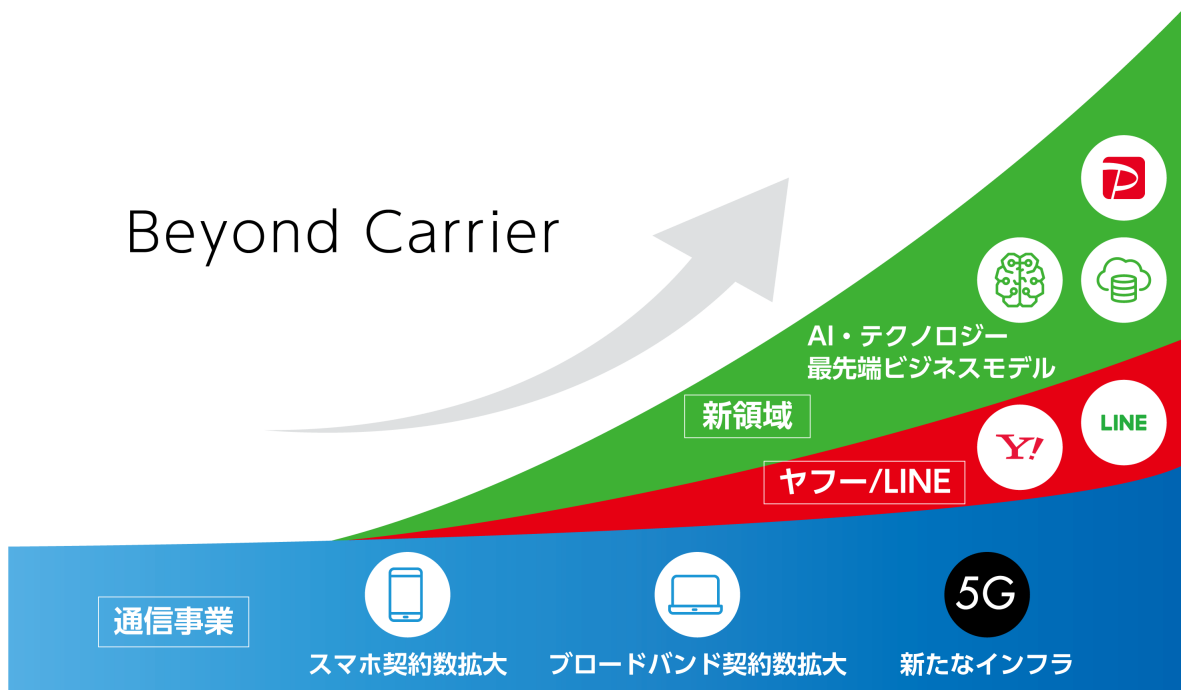 Beyond Carrier
AI・テクノロジー
最先端ビジネスモデル
新領域
ヤフー/LINE
Y!
LINE
通信事業
5G
スマホ契約数拡大
ブロードバンド契約数拡大
新たなインフラ